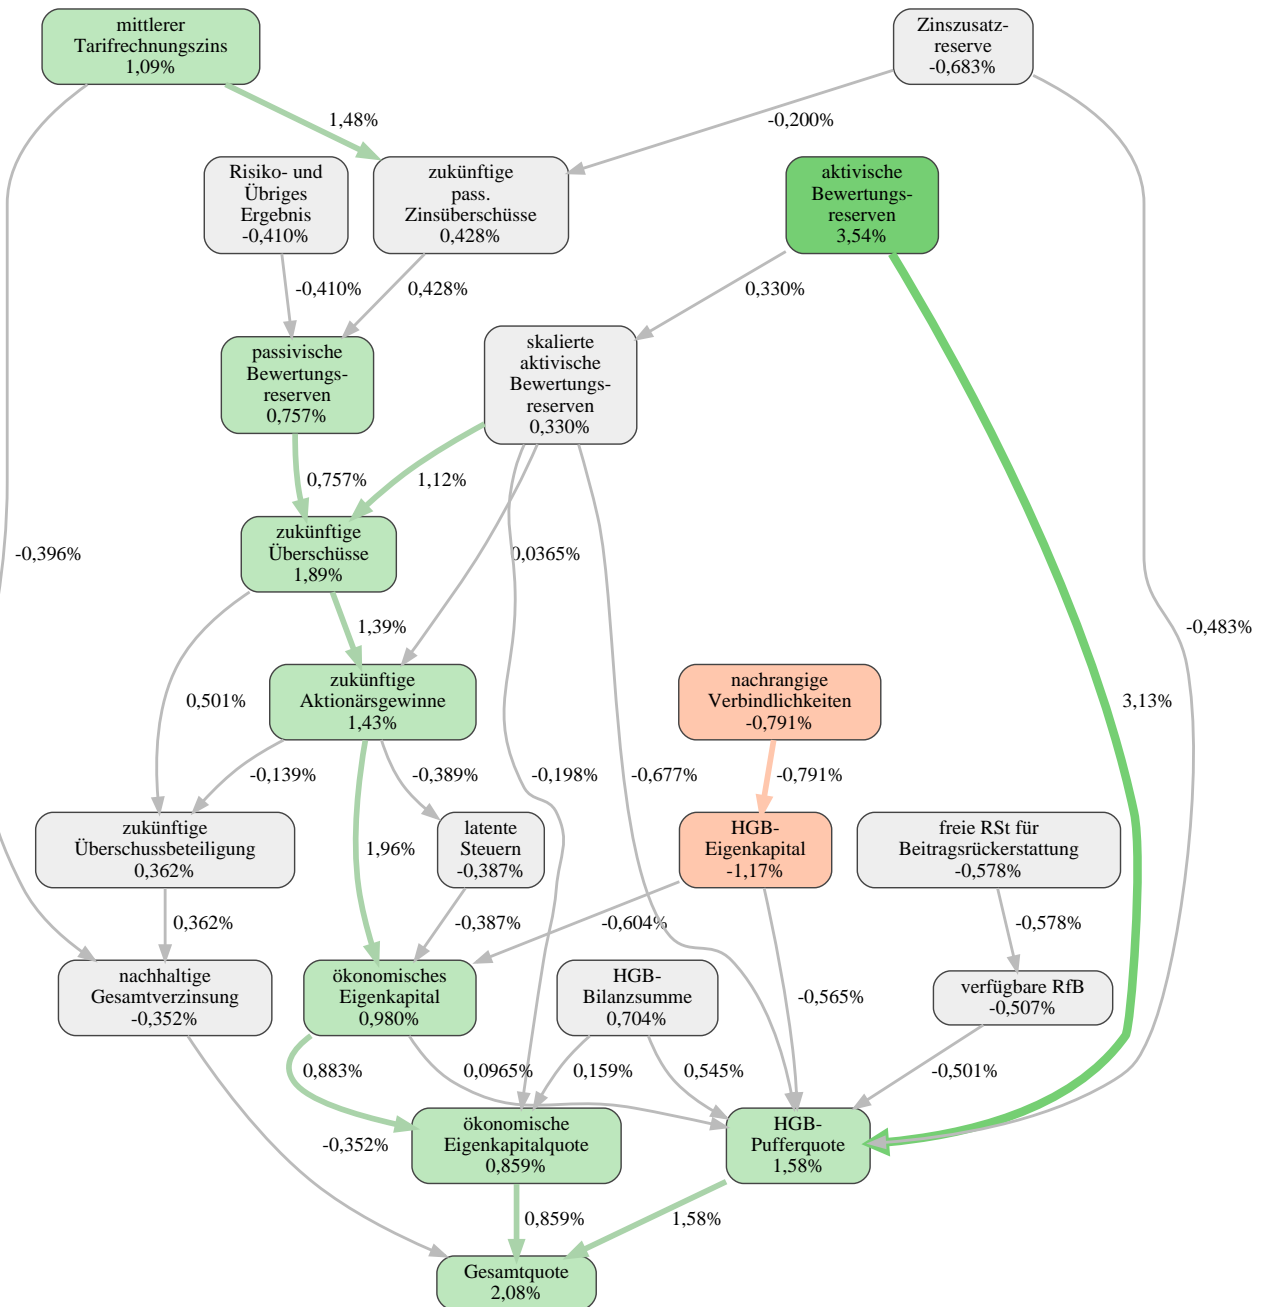 mittlerer
Tarifrechnungszins
1,09%
Zinszusatz-
reserve
-0,683%
1,48%
-0,200%
Risiko- und
Übriges
Ergebnis
-0,410%
zukünftige
pass.
Zinsüberschüsse
0,428%
aktivische
Bewertungs-
reserven
3,54%
-0,410%
0,428%
0,330%
passivische
Bewertungs-
reserven
0,757%
skalierte
aktivische
Bewertungs-
reserven
0,330%
0,757%
1,12%
zukünftige
Überschüsse
1,89%
-0,396%
0,0365%
1,39%
-0,483%
zukünftige
Aktionärsgewinne
1,43%
nachrangige
Verbindlichkeiten
-0,791%
0,501%
3,13%
-0,139%
-0,389%
-0,198%
-0,677%
-0,791%
zukünftige
Überschussbeteiligung
0,362%
latente
Steuern
-0,387%
HGB-
Eigenkapital
-1,17%
freie RSt für
Beitragsrückerstattung
-0,578%
1,96%
0,362%
-0,387%
-0,604%
-0,578%
nachhaltige
Gesamtverzinsung
-0,352%
ökonomisches
Eigenkapital
0,980%
HGB-
Bilanzsumme
0,704%
-0,565%
verfügbare RfB
-0,507%
0,883%
0,0965%
0,159%
0,545%
-0,501%
-0,352%
ökonomische
Eigenkapitalquote
0,859%
HGB-
Pufferquote
1,58%
0,859%
1,58%
Gesamtquote
2,08%